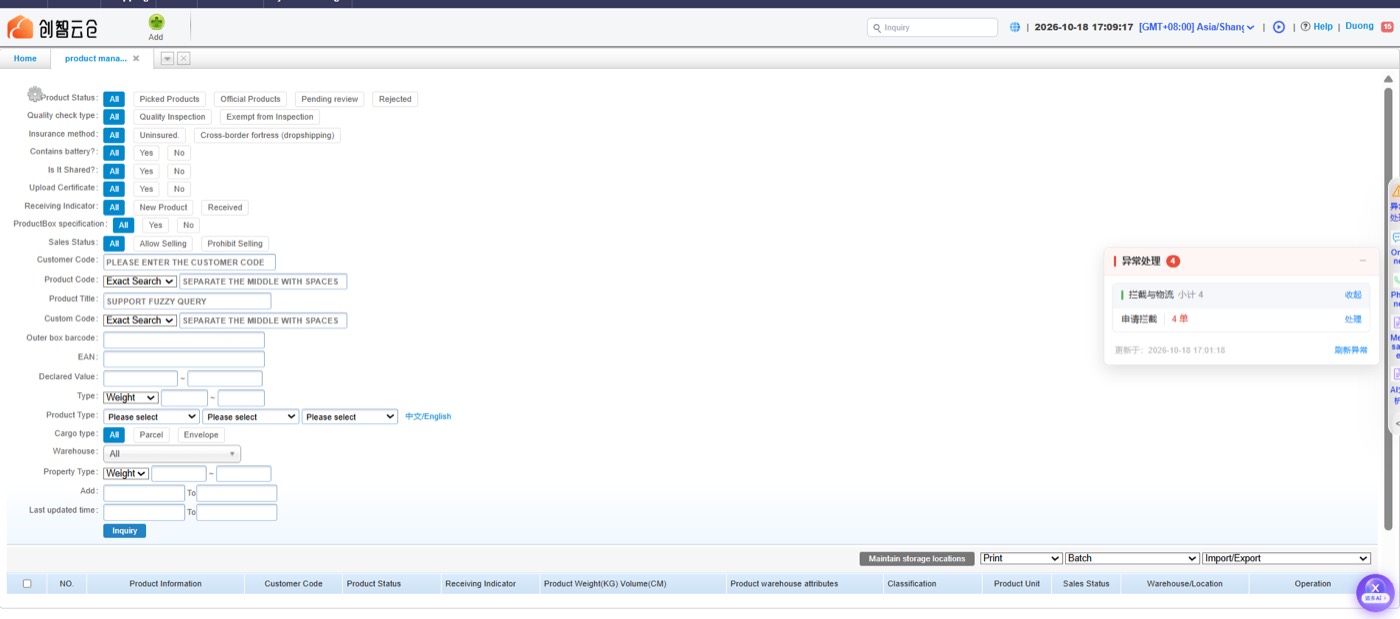 创智云仓
Add
Inquiry
| 2026-10-18 17:09:17 [GMT+08:00] Asia/Shang | | Help | Duong 15
Home product mana...
Product Status: All Picked Products Official Products Pending review Rejected
Quality check type: All Quality Inspection Exempt from Inspection
Insurance method: All Uninsured. Cross-border fortress (dropshipping)
Contains battery?: All Yes No
Is It Shared?: All Yes No
Upload Certificate: All Yes No
Receiving Indicator: All New Product Received
ProductBox specification: All Yes No
Sales Status: All Allow Selling Prohibit Selling
Customer Code: PLEASE ENTER THE CUSTOMER CODE
Product Code: Exact Search SEPARATE THE MIDDLE WITH SPACES
Product Title: SUPPORT FUZZY QUERY
Custom Code: Exact Search SEPARATE THE MIDDLE WITH SPACES
Outer box barcode:
EAN:
Declared Value: ~
Type: Weight ~
Product Type: Please select Please select Please select 中文/English
Cargo type: All Parcel Envelope
Warehouse: All
Property Type: Weight ~
Add: To
Last updated time: To
Inquiry
异常处理 4
拦截与物流 小计 4 收起
申请拦截 4 单 处理
更新于: 2026-10-18 17:01:18 刷新异常
Maintain storage locations Print Batch Import/Export
NO. Product Information Customer Code Product Status Receiving Indicator Product Weight(KG) Volume(CM) Product warehouse attributes Classification Product Unit Sales Status Warehouse/Location Operation